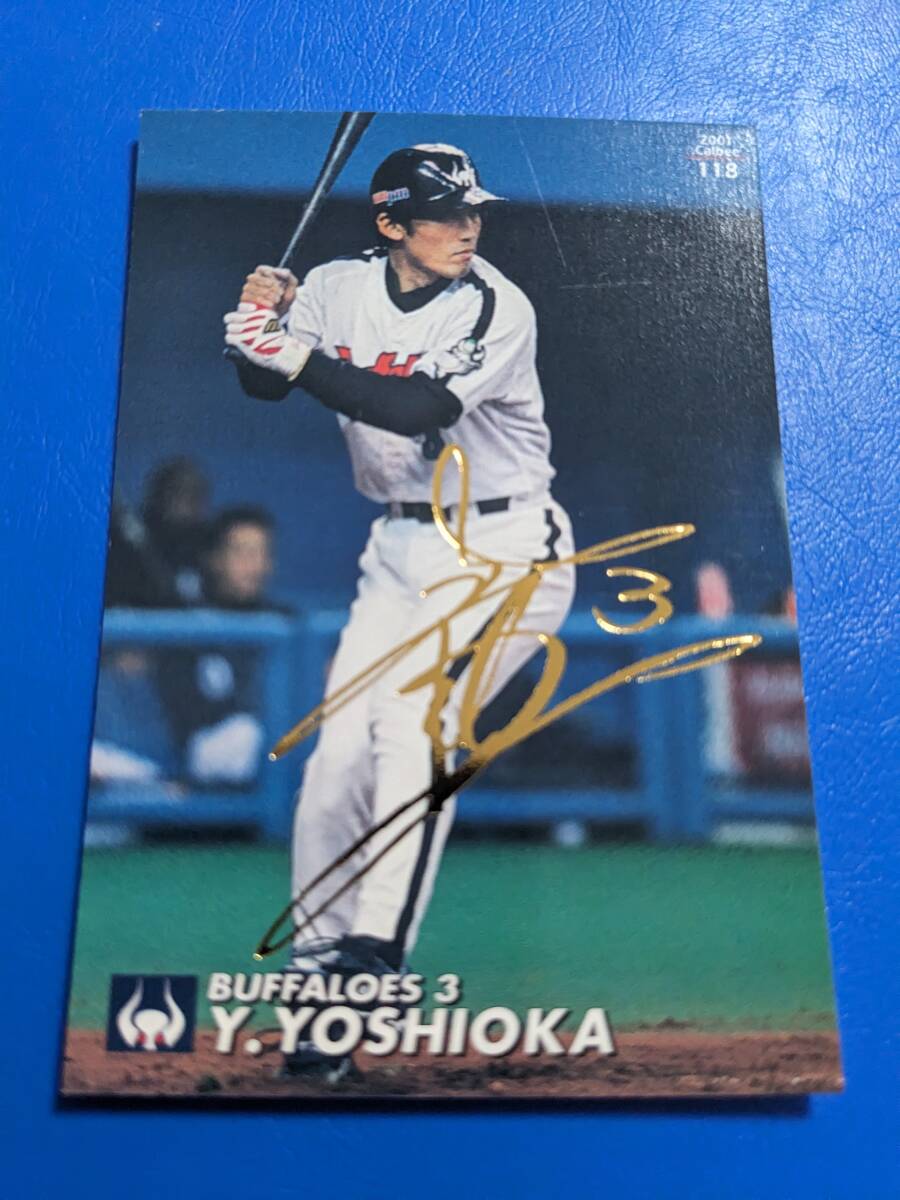 2001
Calbee
118
3
BUFFALOES 3
Y. YOSHIOKA